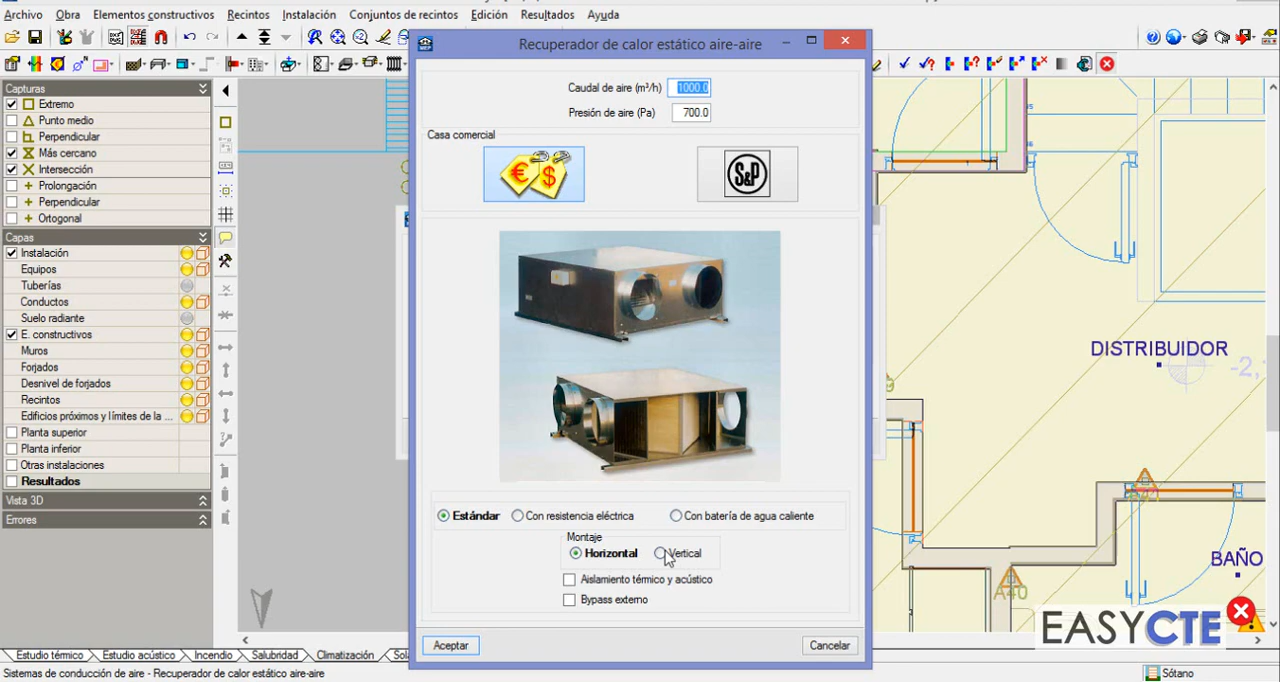 Archivo Obra Elementos constructivos Recintos Instalación Conjuntos de recintos Edición Resultados Ayuda
Recuperador de calor estático aire-aire
Caudal de aire (m³/h) 1000.0
Presión de aire (Pa) 700.0
Casa comercial
€ $
S&P
Estándar Con resistencia eléctrica Con batería de agua caliente
Montaje
Horizontal Vertical
Aislamiento térmico y acústico
Bypass externo
Aceptar Cancelar
Capturas
Extremo
Punto medio
Perpendicular
Más cercano
Intersección
Prolongación
Perpendicular
Ortogonal
Capas
Instalación
Equipos
Tuberías
Conductos
Suelo radiante
E. constructivos
Muros
Forjados
Desnivel de forjados
Recintos
Edificios próximos y límites de la ...
Planta superior
Planta inferior
Otras instalaciones
Resultados
Vista 3D
Errores
DISTRIBUIDOR
-2,
BAÑO
A40
EASYCTE
Estudio térmico Estudio acústico Incendio Salubridad Climatización
Sistemas de conducción de aire - Recuperador de calor estático aire-aire
Sótano